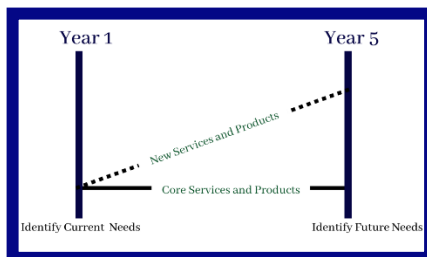 Year 1
Year 5
New Services and Products
Core Services and Products
Identify Current Needs
Identify Future Needs